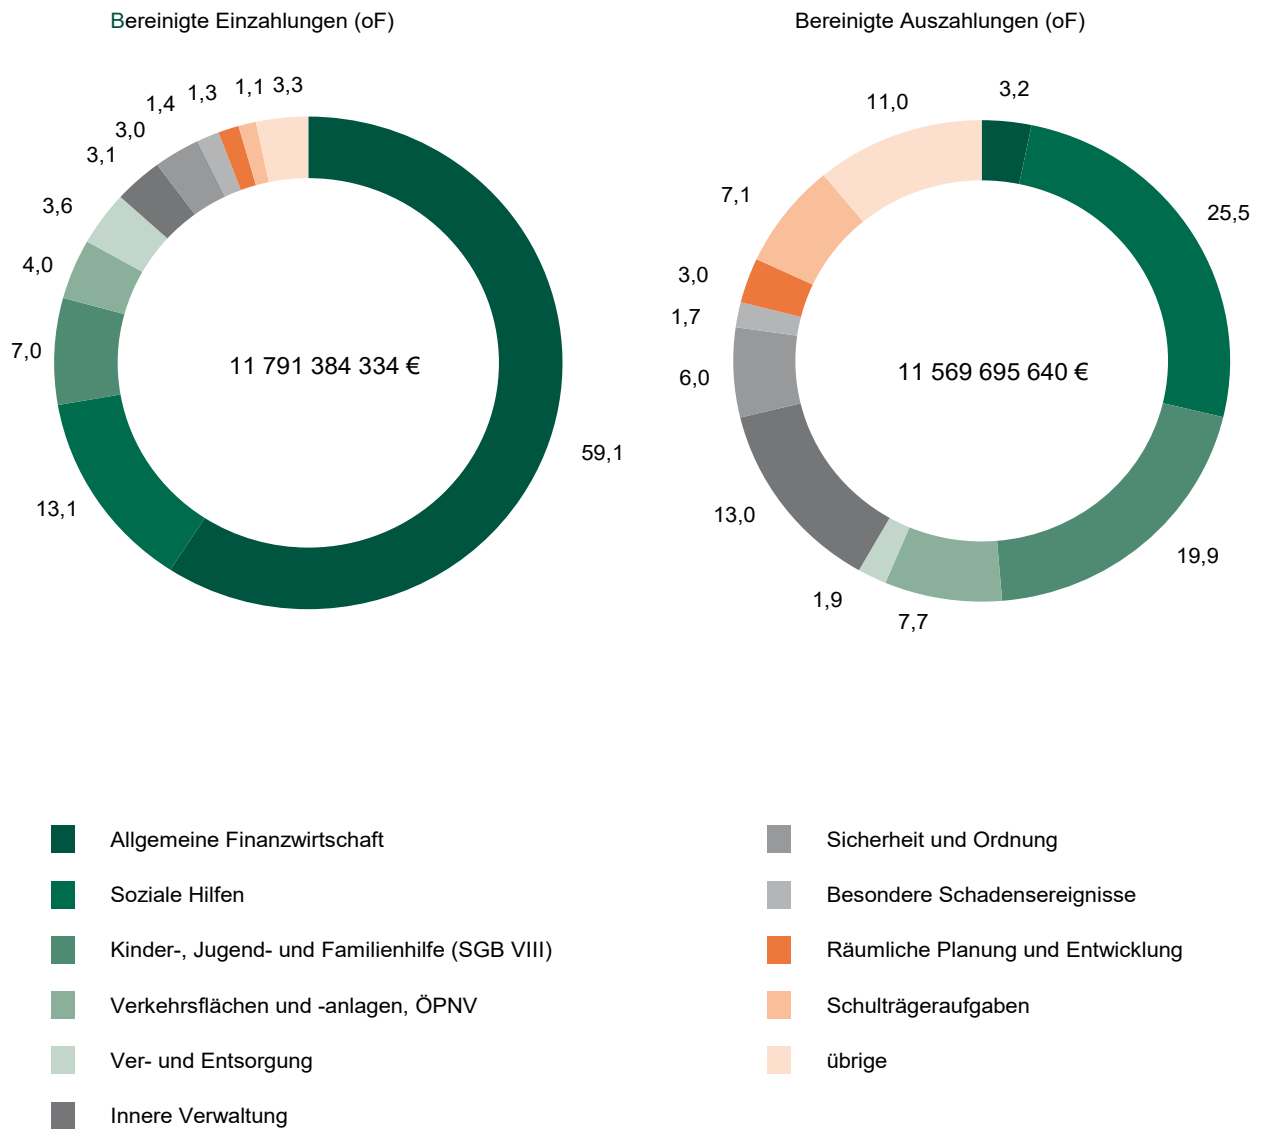 Bereinigte Einzahlungen (oF)
3,3
1,1
1,3
1,4
3,0
3,1
3,6
4,0
7,0
13,1
59,1
11 791 384 334 €
Bereinigte Auszahlungen (oF)
3,2
11,0
25,5
7,1
3,0
1,7
6,0
13,0
1,9
7,7
19,9
11 569 695 640 €
Allgemeine Finanzwirtschaft
Soziale Hilfen
Kinder-, Jugend- und Familienhilfe (SGB VIII)
Verkehrsflächen und -anlagen, ÖPNV
Ver- und Entsorgung
Innere Verwaltung
Sicherheit und Ordnung
Besondere Schadensereignisse
Räumliche Planung und Entwicklung
Schulträgeraufgaben
übrige